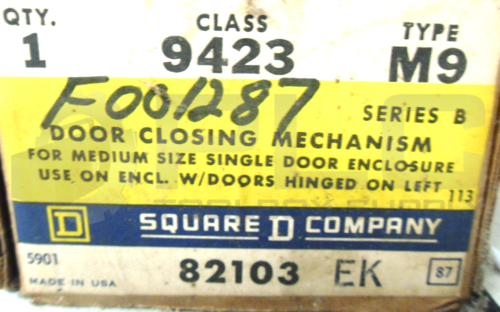 QTY. CLASS TYPE
1 9423 M9
F001287 SERIES B
DOOR CLOSING MECHANISM
FOR MEDIUM SIZE SINGLE DOOR ENCLOSURE
USE ON ENCL. W/DOORS HINGED ON LEFT 113
D SQUARE D COMPANY
5901 82103 EK 87
MADE IN USA